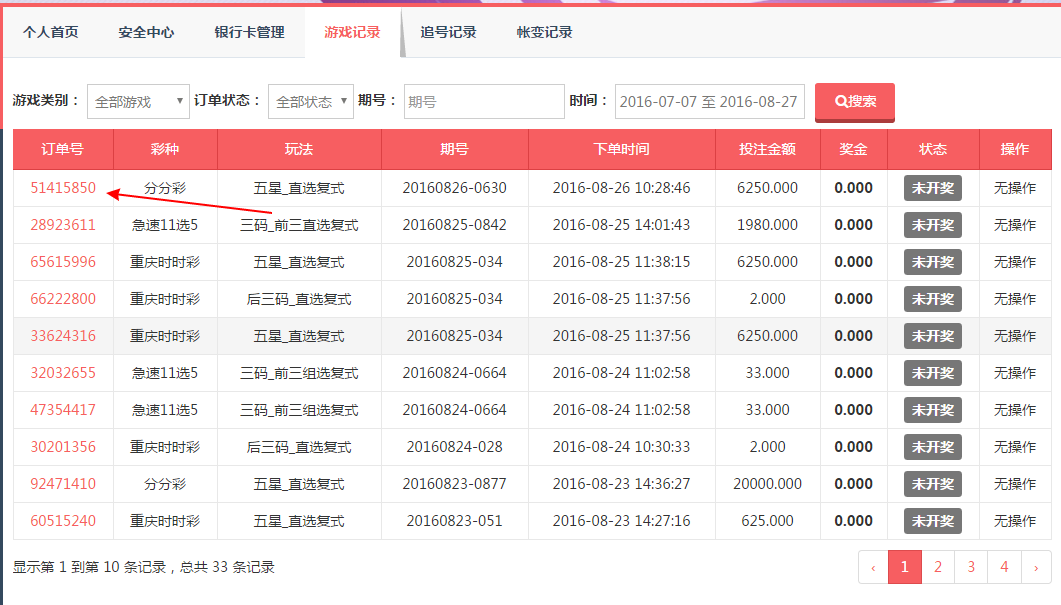 个人首页 安全中心 银行卡管理 游戏记录 追号记录 帐变记录
游戏类别： 全部游戏 订单状态： 全部状态 期号： 期号 时间： 2016-07-07 至 2016-08-27 搜索
订单号 彩种 玩法 期号 下单时间 投注金额 奖金 状态 操作
51415850 分分彩 五星_直选复式 20160826-0630 2016-08-26 10:28:46 6250.000 0.000 未开奖 无操作
28923611 急速11选5 三码_前三直选复式 20160825-0842 2016-08-25 14:01:43 1980.000 0.000 未开奖 无操作
65615996 重庆时时彩 五星_直选复式 20160825-034 2016-08-25 11:38:15 6250.000 0.000 未开奖 无操作
66222800 重庆时时彩 后三码_直选复式 20160825-034 2016-08-25 11:37:56 2.000 0.000 未开奖 无操作
33624316 重庆时时彩 五星_直选复式 20160825-034 2016-08-25 11:37:56 6250.000 0.000 未开奖 无操作
32032655 急速11选5 三码_前三组选复式 20160824-0664 2016-08-24 11:02:58 33.000 0.000 未开奖 无操作
47354417 急速11选5 三码_前三组选复式 20160824-0664 2016-08-24 11:02:58 33.000 0.000 未开奖 无操作
30201356 重庆时时彩 后三码_直选复式 20160824-028 2016-08-24 10:30:33 2.000 0.000 未开奖 无操作
92471410 分分彩 五星_直选复式 20160823-0877 2016-08-23 14:36:27 20000.000 0.000 未开奖 无操作
60515240 重庆时时彩 五星_直选复式 20160823-051 2016-08-23 14:27:16 625.000 0.000 未开奖 无操作
显示第 1 到第 10 条记录，总共 33 条记录 ‹ 1 2 3 4 ›